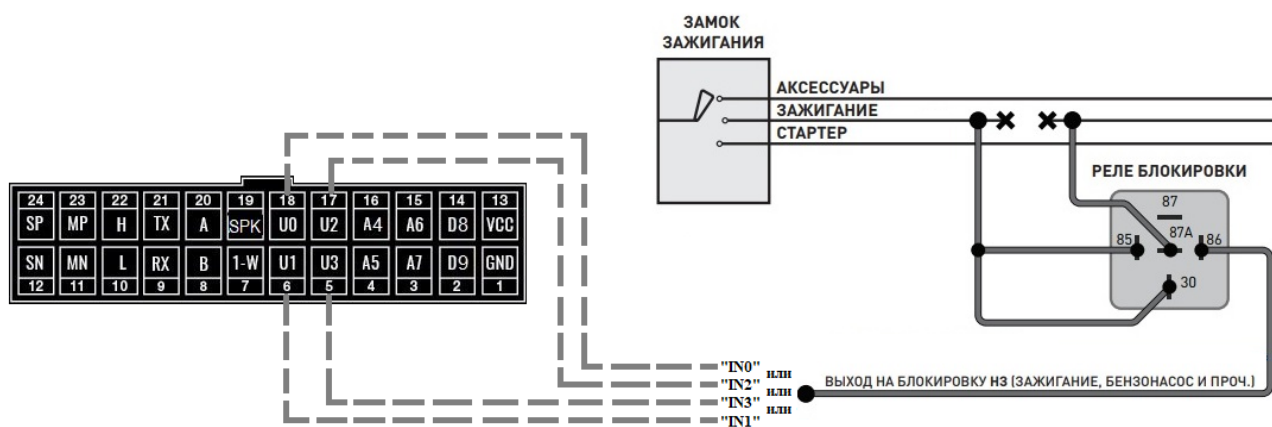 ЗАМОК
ЗАЖИГАНИЯ
АКСЕССУАРЫ
ЗАЖИГАНИЕ
СТАРТЕР
РЕЛЕ БЛОКИРОВКИ
87
85 87A 86
30
24 23 22 21 20 19 18 17 16 15 14 13
SP MP H TX A SPK U0 U2 A4 A6 D8 VCC
SN MN L RX B 1-W U1 U3 A5 A7 D9 GND
12 11 10 9 8 7 6 5 4 3 2 1
"IN0" или
"IN2" или
"IN3" или
"IN1"
ВЫХОД НА БЛОКИРОВКУ НЗ (ЗАЖИГАНИЕ, БЕНЗОНАСОС И ПРОЧ.)